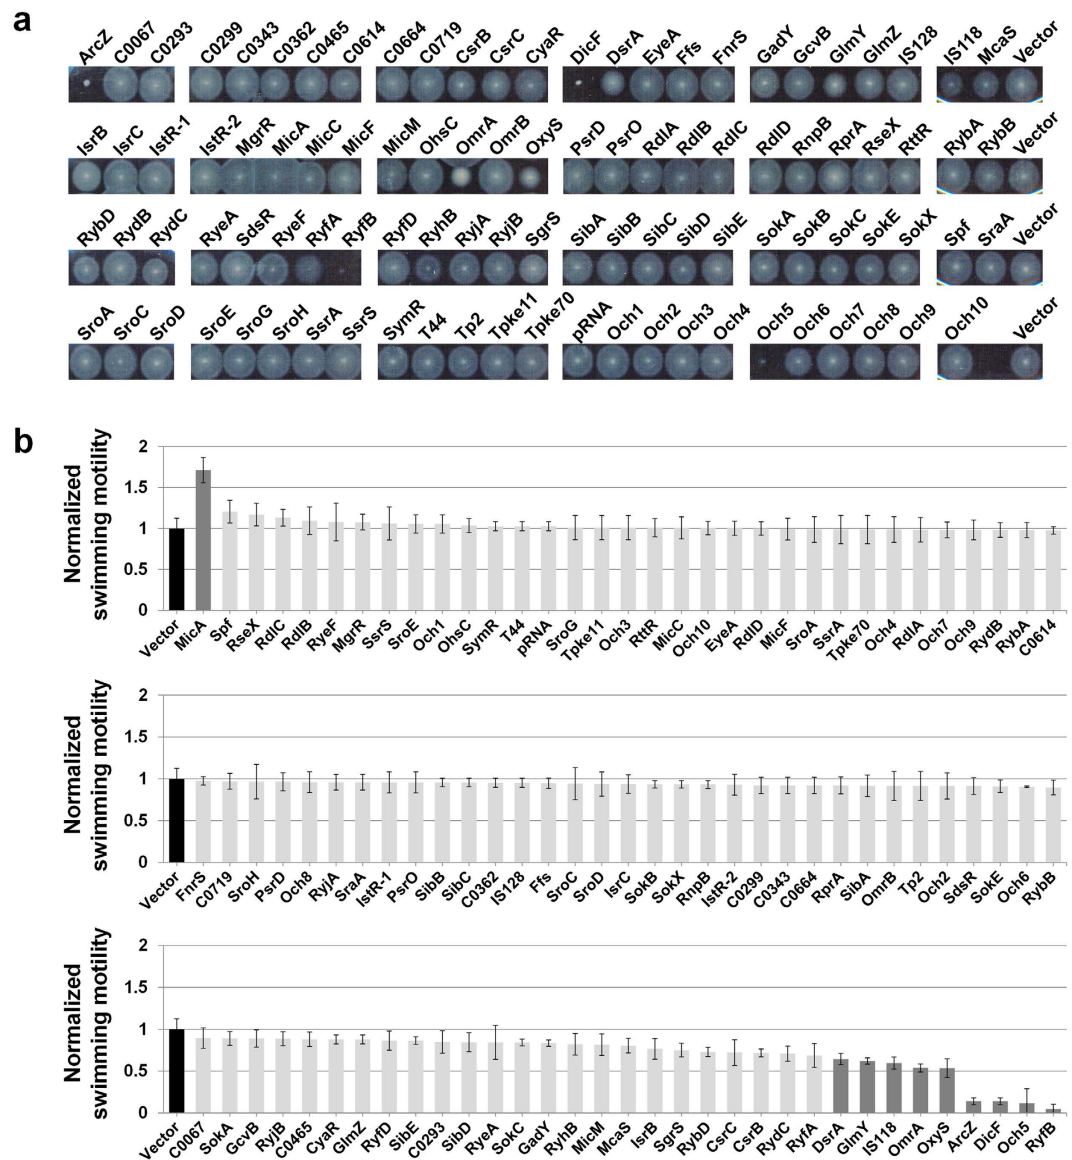 a
ArcZ C0067 C0293 C0299 C0343 C0362 C0465 C0614 C0664 C0719 CsrB CsrC CyaR DicF DsrA EyeA Ffs FnrS GadY GcvB GlmY GlmZ IS128 IS118 McaS Vector
IsrB IsrC IstR-1 IstR-2 MgrR MicA MicC MicF MicM OhsC OmrA OmrB OxyS PsrD PsrO RdlA RdlB RdlC RdlD RnpB RprA RseX RttR RybA RybB Vector
RybD RydB RydC RyeA SdsR RyeF RyfA RyfB RyfD RyhB RyjA RyjB SgrS SibA SibB SibC SibD SibE SokA SokB SokC SokE SokX Spf SraA Vector
SroA SroC SroD SroE SroG SroH SsrA SsrS SymR T44 Tp2 Tpke11 Tpke70 pRNA Och1 Och2 Och3 Och4 Och5 Och6 Och7 Och8 Och9 Och10 Vector
b
Normalized
swimming motility
2
1.5
1
0.5
0
Vector MicA Spf RseX RdlC RdlB RyeF MgrR SsrS SroE Och1 OhsC SymR T44 pRNA SroG Tpke11 Och3 RttR MicC Och10 EyeA RdlD MicF SroA SsrA Tpke70 Och4 RdlA Och7 Och9 RydB RybA C0614
Normalized
swimming motility
2
1.5
1
0.5
0
Vector FnrS C0719 SroH PsrD Och8 RyjA SraA IstR-1 PsrO SibB SibC C0362 IS128 Ffs SroC SroD IsrC SokB SokX RnpB IstR-2 C0299 C0343 C0664 RprA SibA OmrB Tp2 Och2 SdsR SokE Och6 RybB
Normalized
swimming motility
2
1.5
1
0.5
0
Vector C0067 SokA GcvB RyjB C0465 CyaR GlmZ RyfD SibE C0293 SibD RyeA SokC GadY RyhB MicM McaS IsrB SgrS RybD CsrC CsrB RydC RyfA DsrA GlmY IS118 OmrA OxyS ArcZ DicF Och5 RyfB